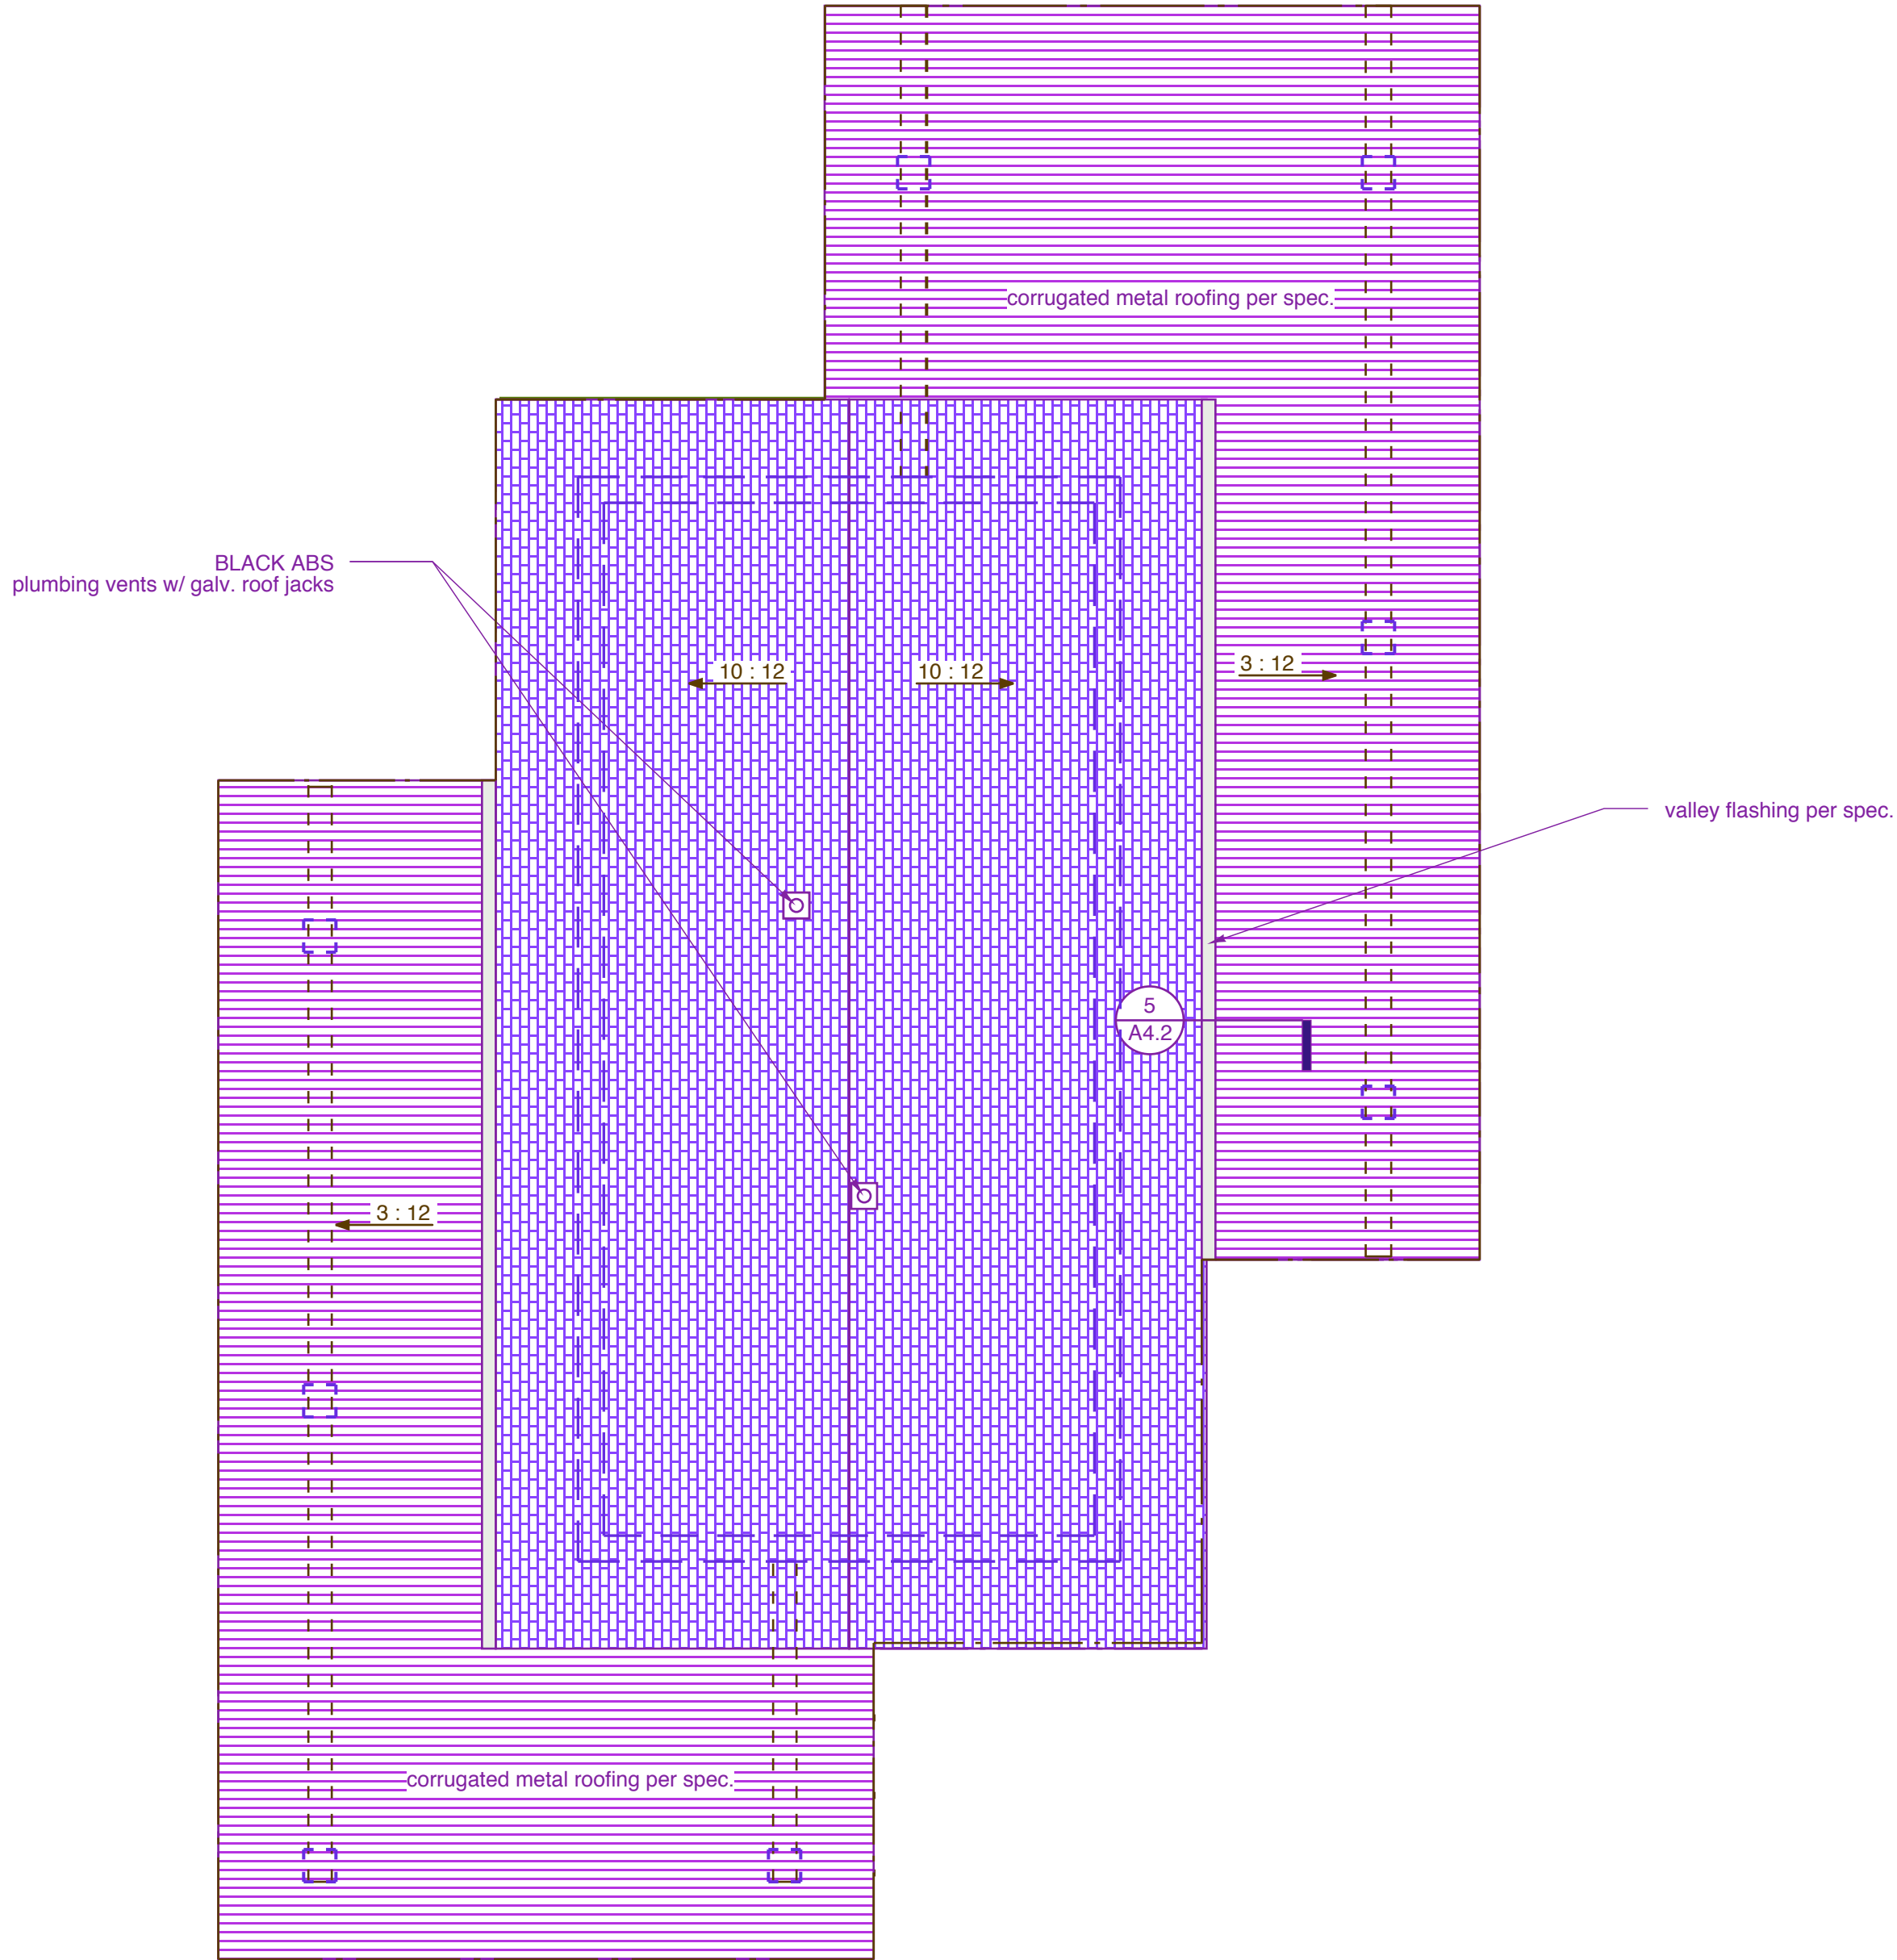 corrugated metal roofing per spec.
BLACK ABS
plumbing vents w/ galv. roof jacks
10 : 12
10 : 12
3 : 12
valley flashing per spec.
5
A4.2
3 : 12
corrugated metal roofing per spec.